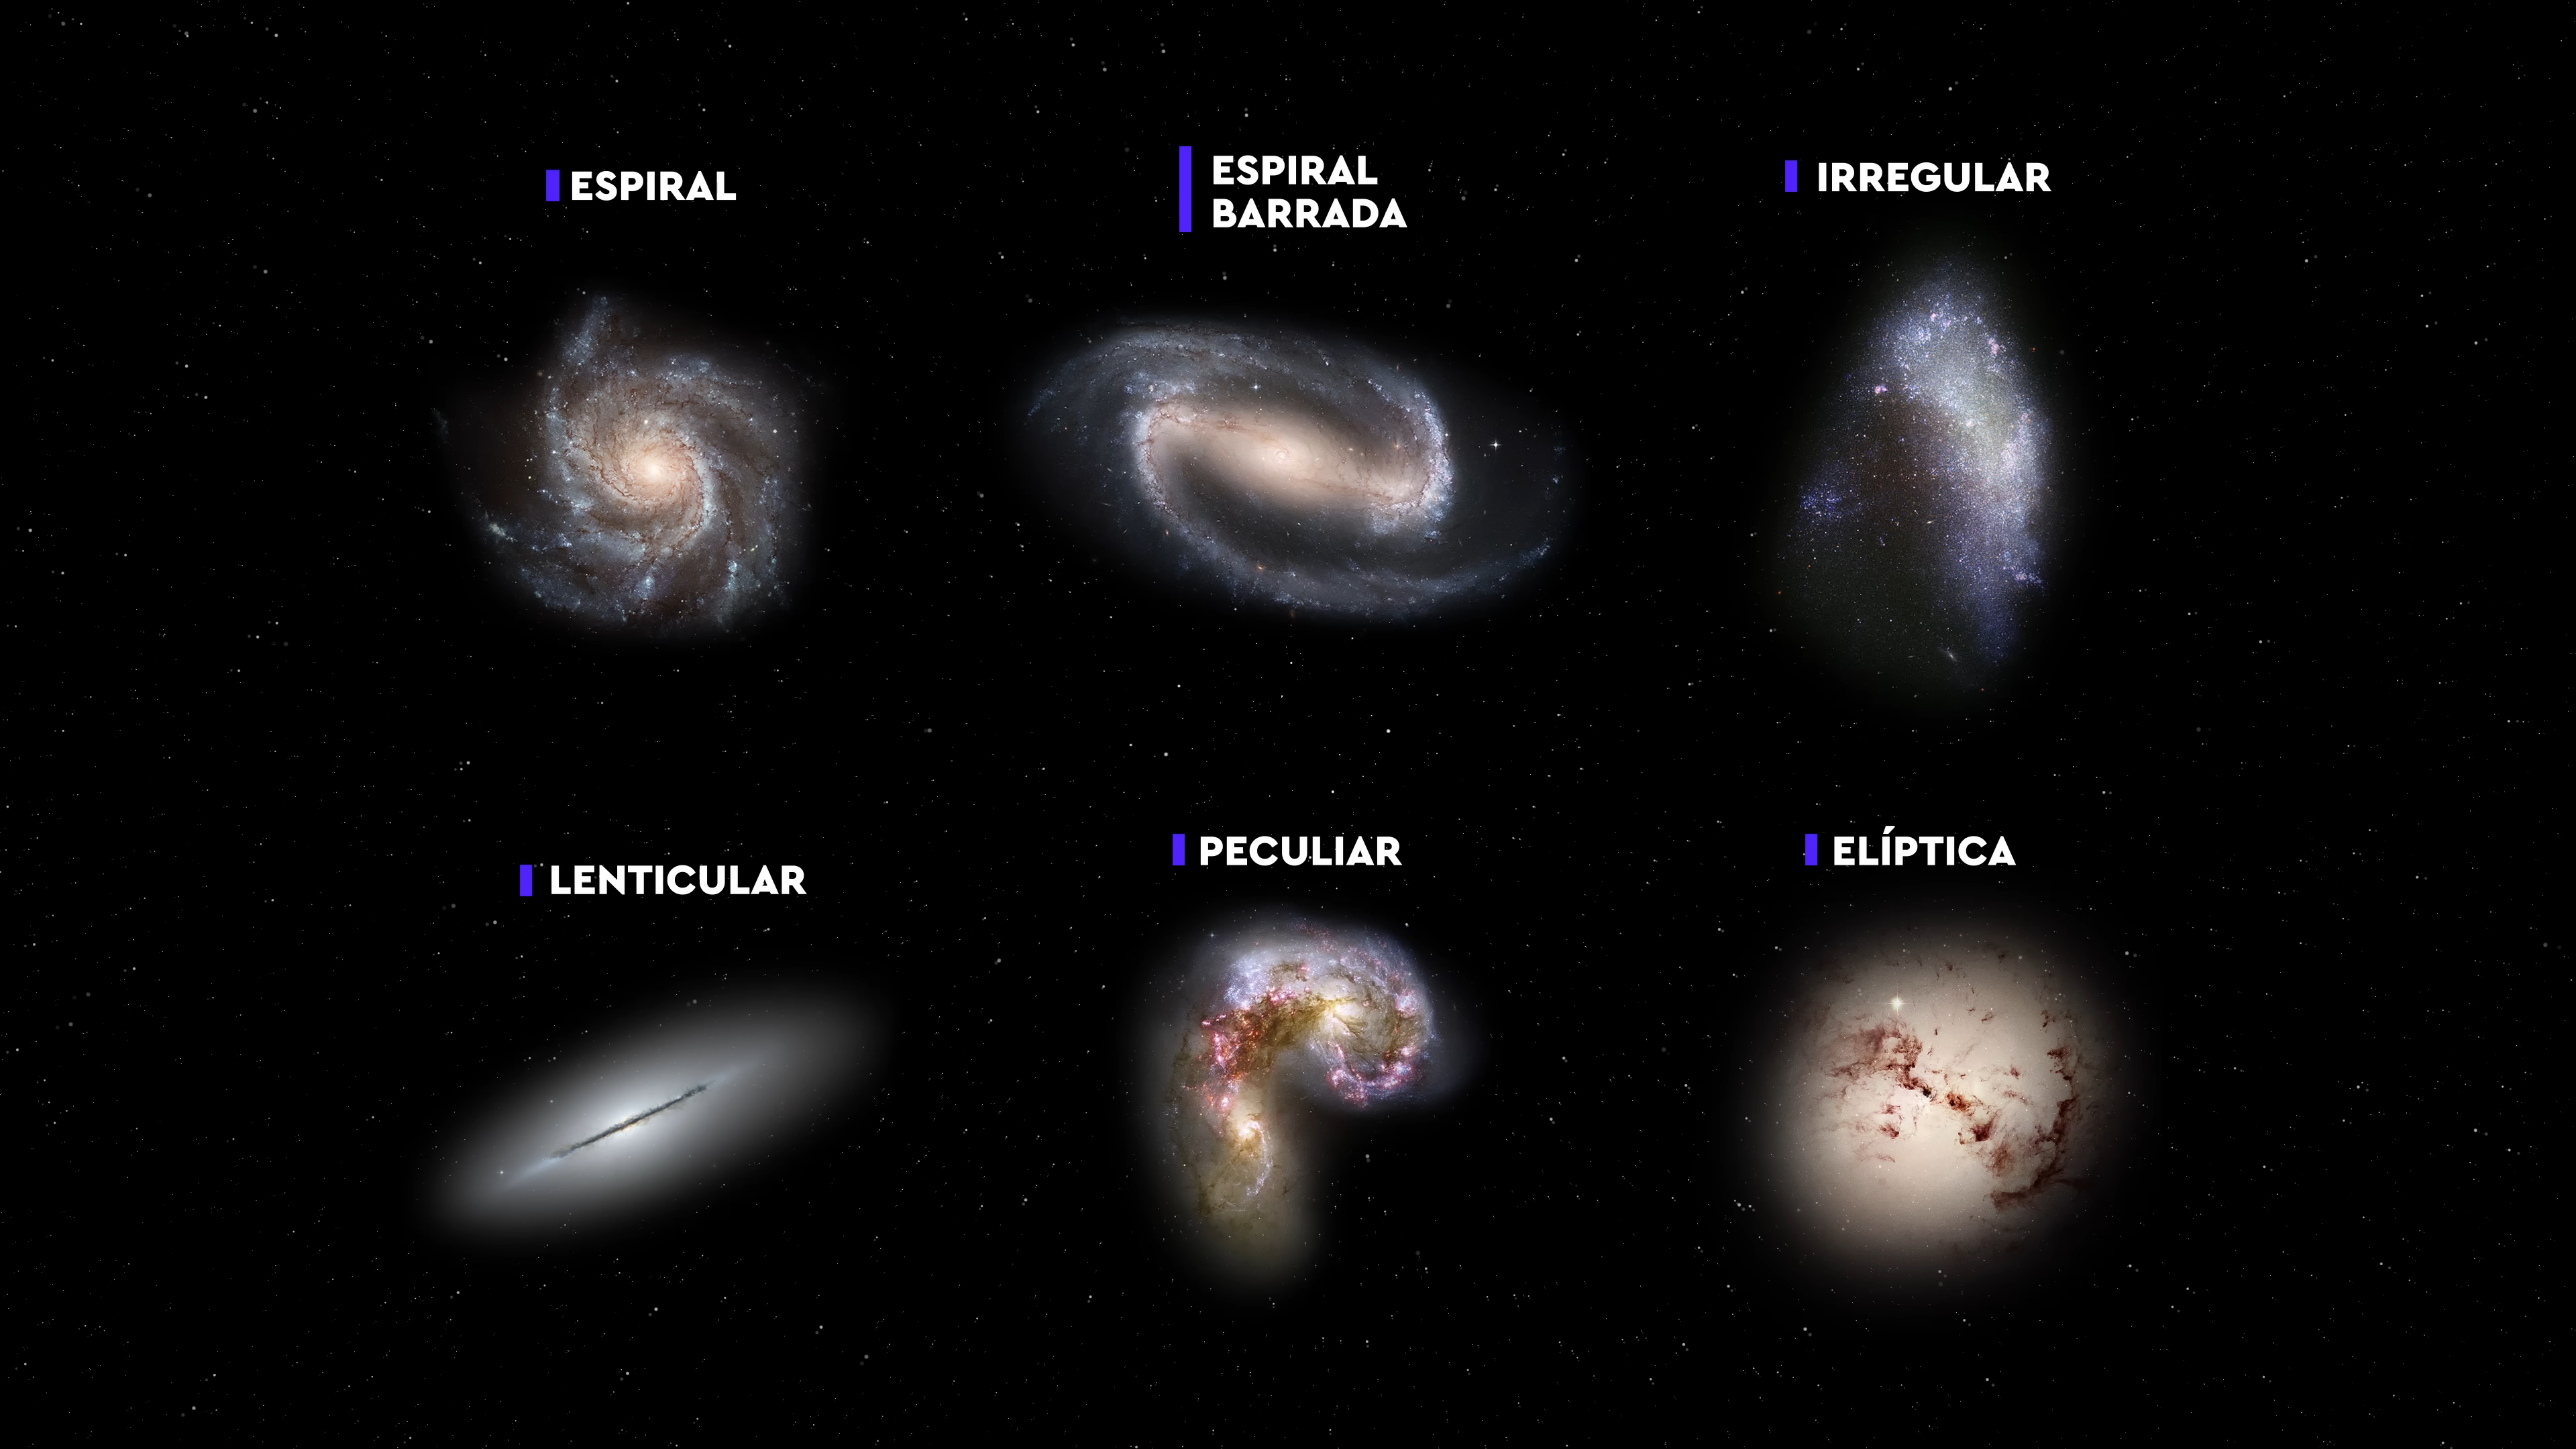 ESPIRAL
ESPIRAL
BARRADA
IRREGULAR
LENTICULAR
PECULIAR
ELÍPTICA